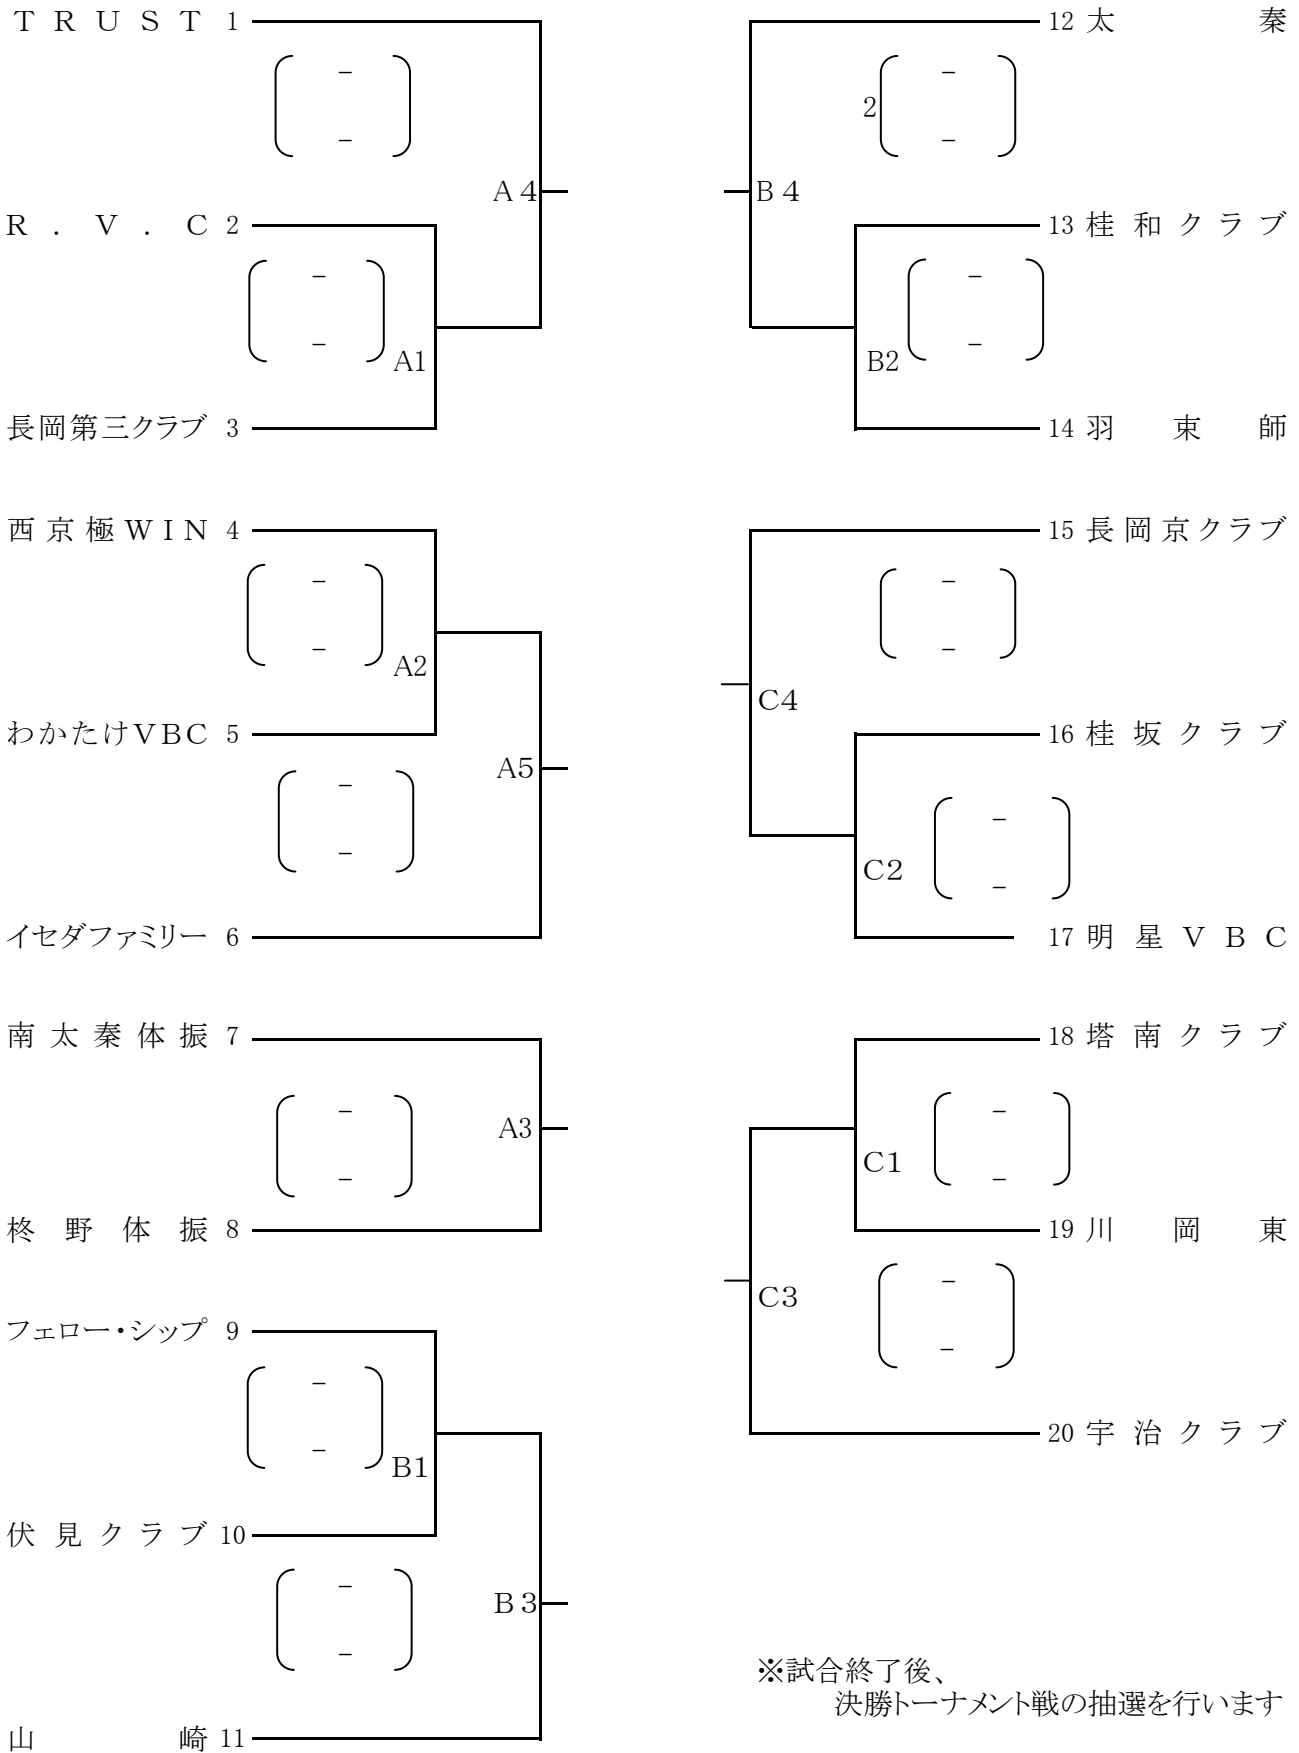 TRUST 1
-
-
A4
R.V.C 2
-
-
A1
長岡第三クラブ 3
西京極WIN 4
-
-
A2
わかたけVBC 5
-
-
A5
イセダファミリー 6
南太秦体振 7
-
-
A3
柊野体振 8
フェロー・シップ 9
-
-
B1
伏見クラブ 10
-
-
B3
山崎 11
12 太秦
-
2
-
B4
13 桂和クラブ
-
-
B2
14 羽束師
15 長岡京クラブ
-
-
C4
16 桂坂クラブ
-
C2
-
17 明星VBC
18 塔南クラブ
-
C1
-
19 川岡東
-
C3
-
20 宇治クラブ
※試合終了後、
決勝トーナメント戦の抽選を行います